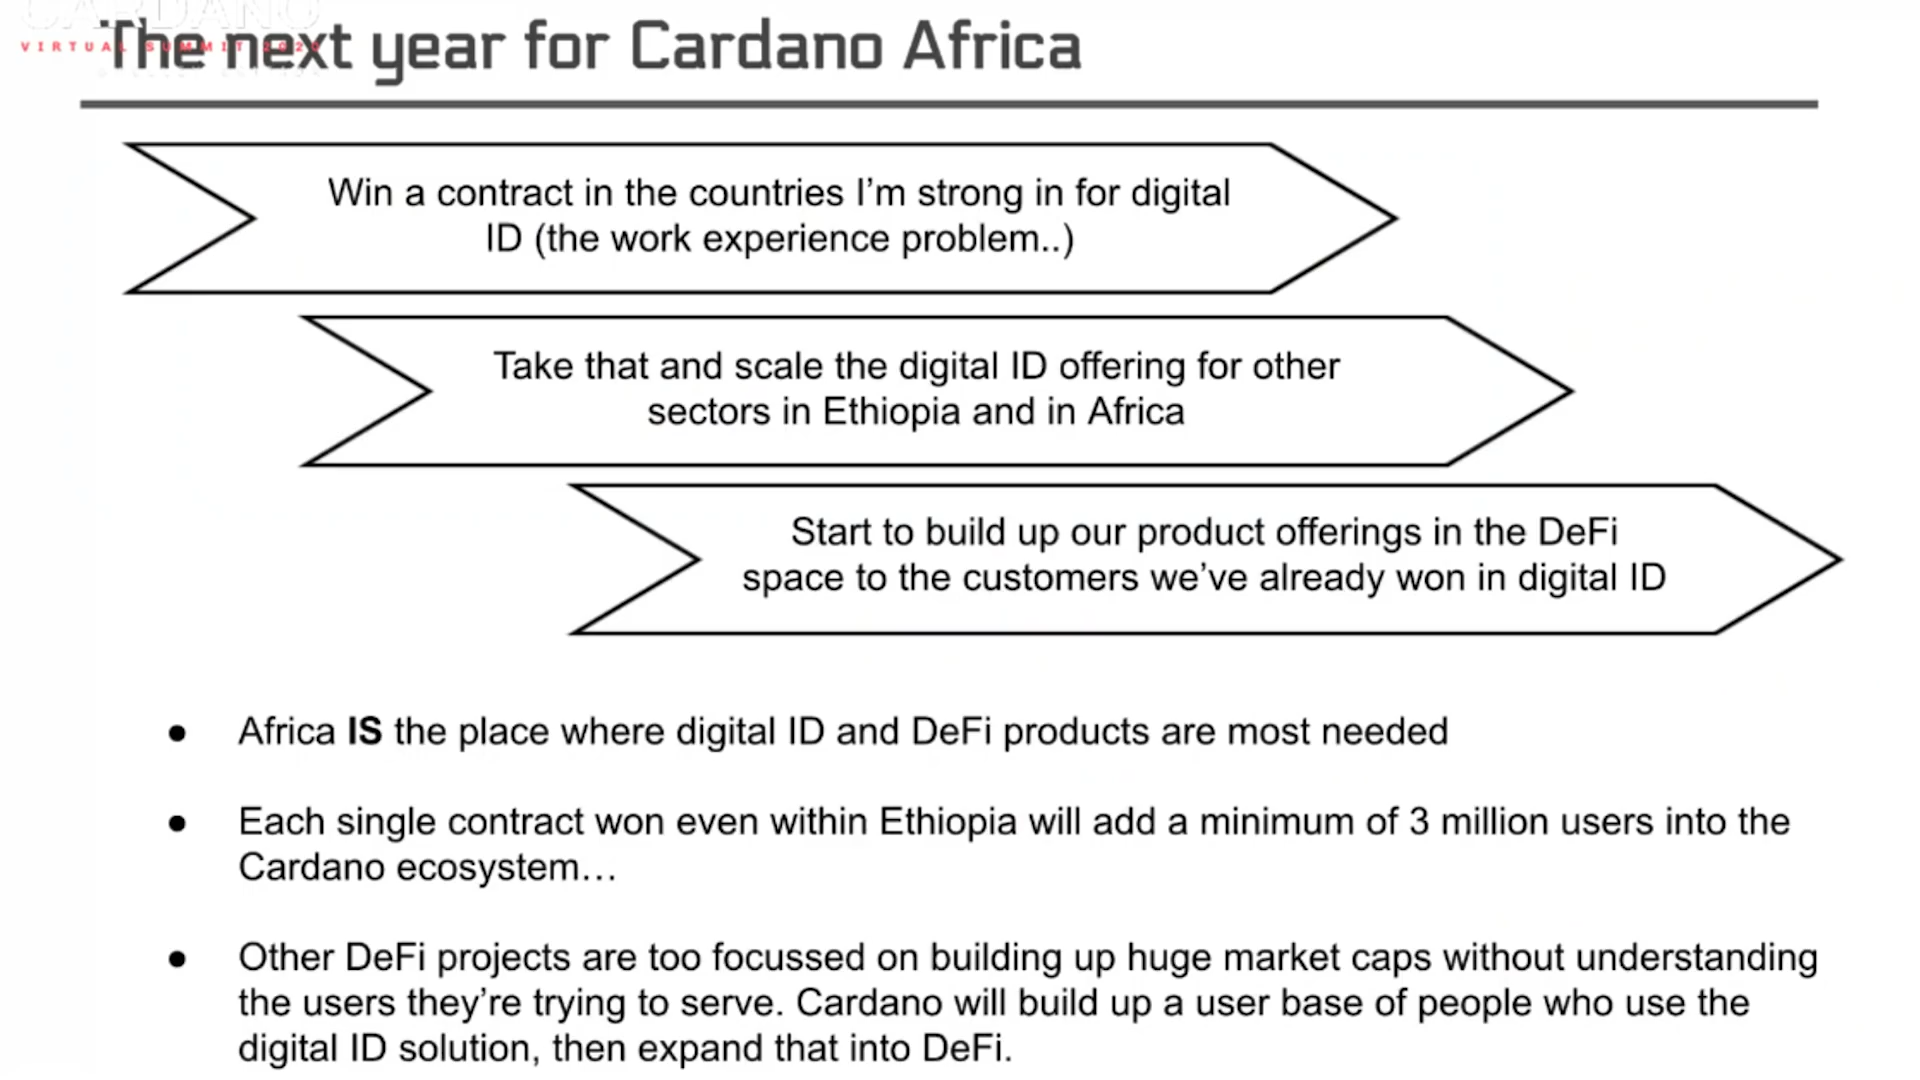 CARDANO
VIRTUAL SUMMIT 2020
The next year for Cardano Africa
Win a contract in the countries I'm strong in for digital
ID (the work experience problem..)
Take that and scale the digital ID offering for other
sectors in Ethiopia and in Africa
Start to build up our product offerings in the DeFi
space to the customers we've already won in digital ID
● Africa IS the place where digital ID and DeFi products are most needed
● Each single contract won even within Ethiopia will add a minimum of 3 million users into the
Cardano ecosystem...
● Other DeFi projects are too focussed on building up huge market caps without understanding
the users they're trying to serve. Cardano will build up a user base of people who use the
digital ID solution, then expand that into DeFi.